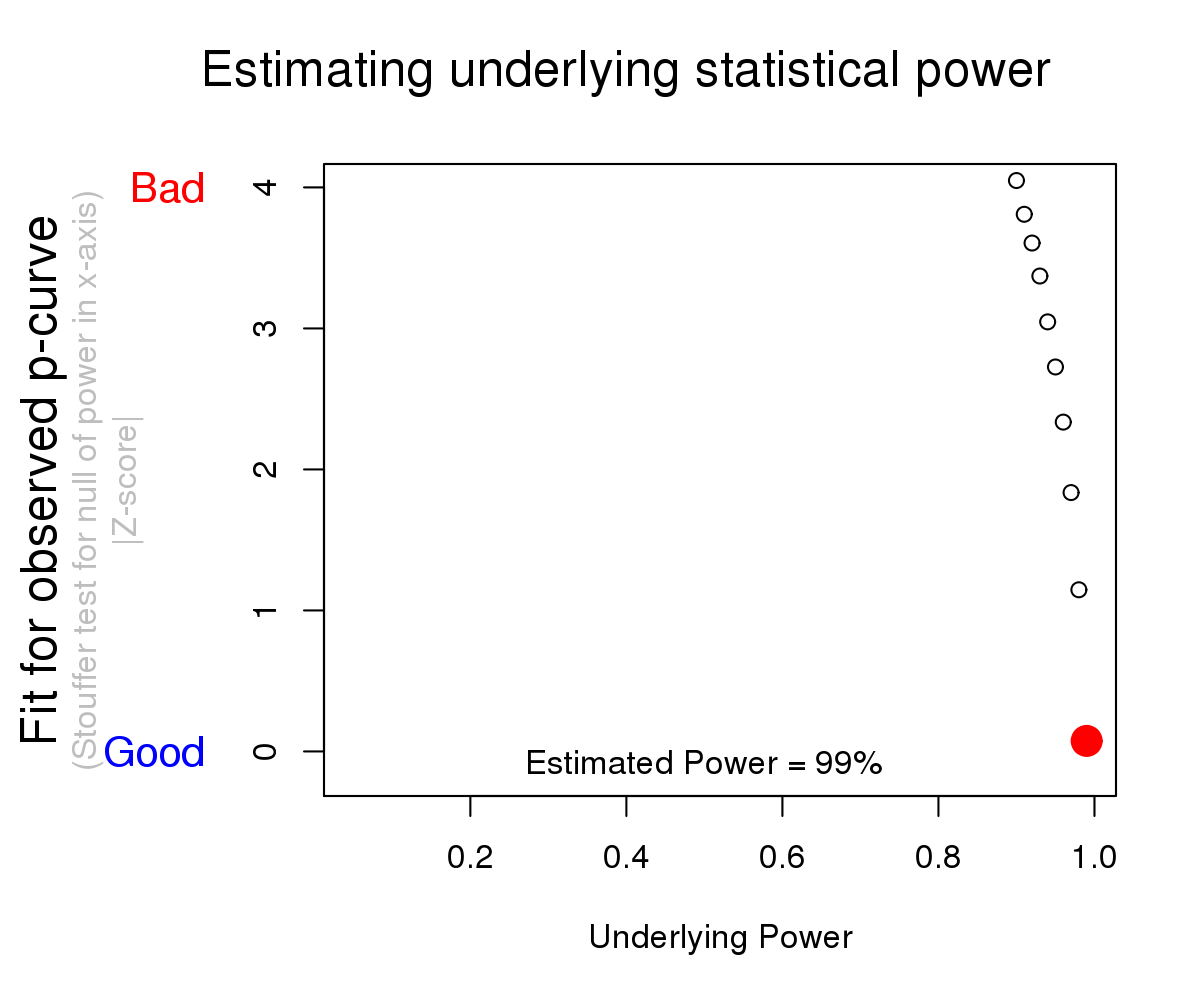 Estimating underlying statistical power
Fit for observed p-curve
(Stouffer test for null of power in x-axis)
|Z-score|
Bad
Good
4
3
2
1
0
Estimated Power = 99%
0.2
0.4
0.6
0.8
1.0
Underlying Power